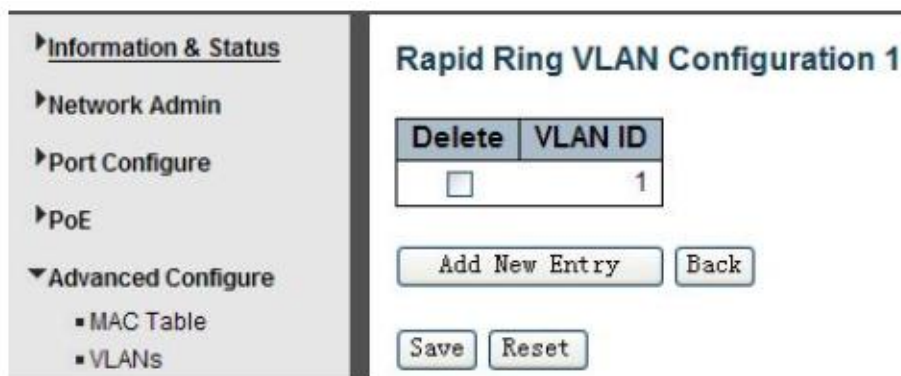 Information & Status
Network Admin
Port Configure
PoE
Advanced Configure
MAC Table
VLANs
Rapid Ring VLAN Configuration 1
Delete VLAN ID
1
Add New Entry Back
Save Reset